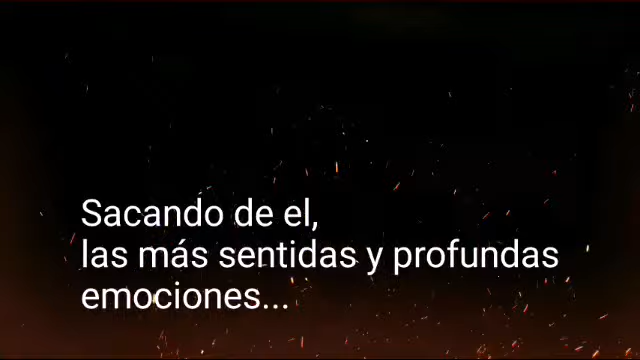 Sacando de el,
las más sentidas y profundas
emociones...